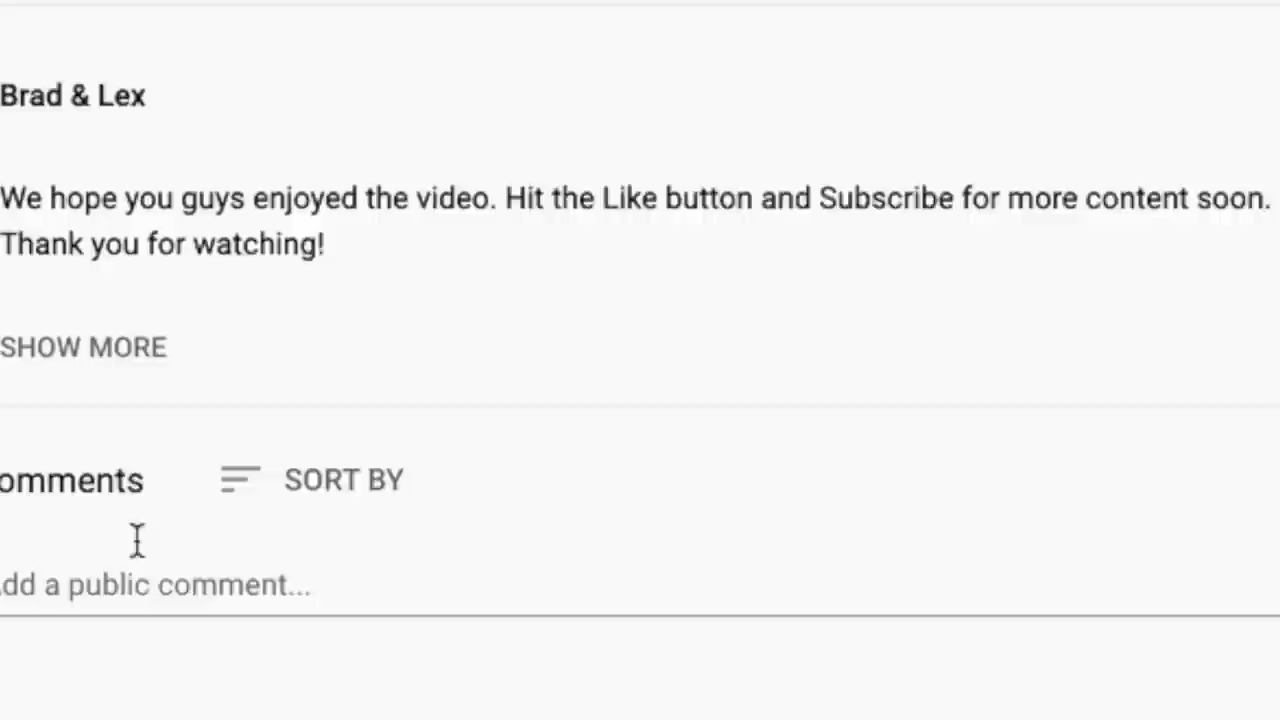 Brad & Lex
We hope you guys enjoyed the video. Hit the Like button and Subscribe for more content soon.
Thank you for watching!
SHOW MORE
omments
SORT BY
dd a public comment...